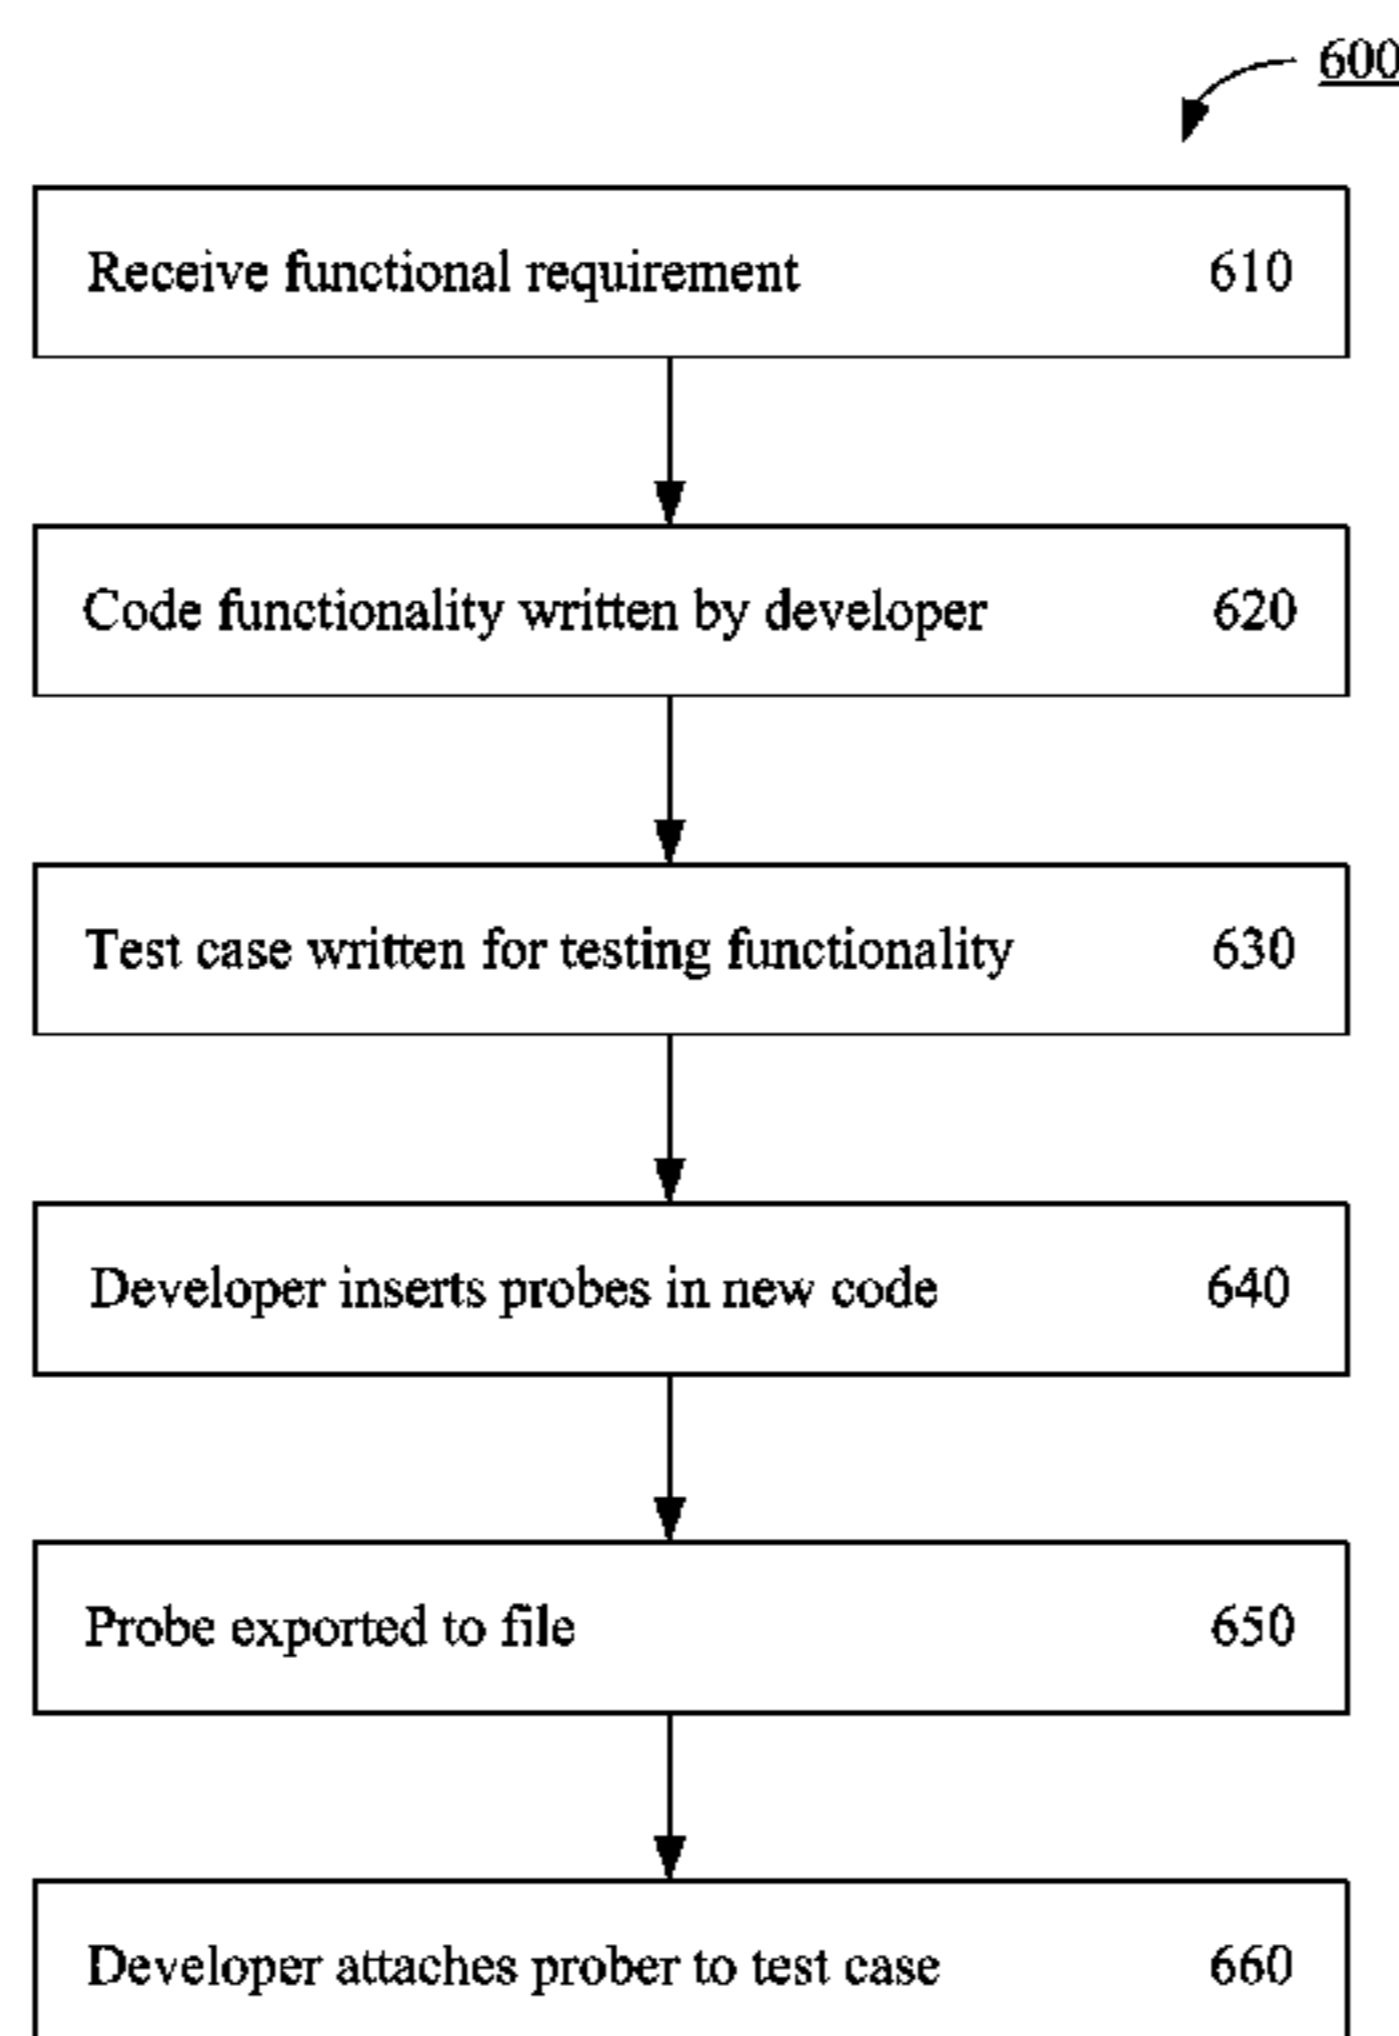 600
Receive functional requirement 610
Code functionality written by developer 620
Test case written for testing functionality 630
Developer inserts probes in new code 640
Probe exported to file 650
Developer attaches prober to test case 660